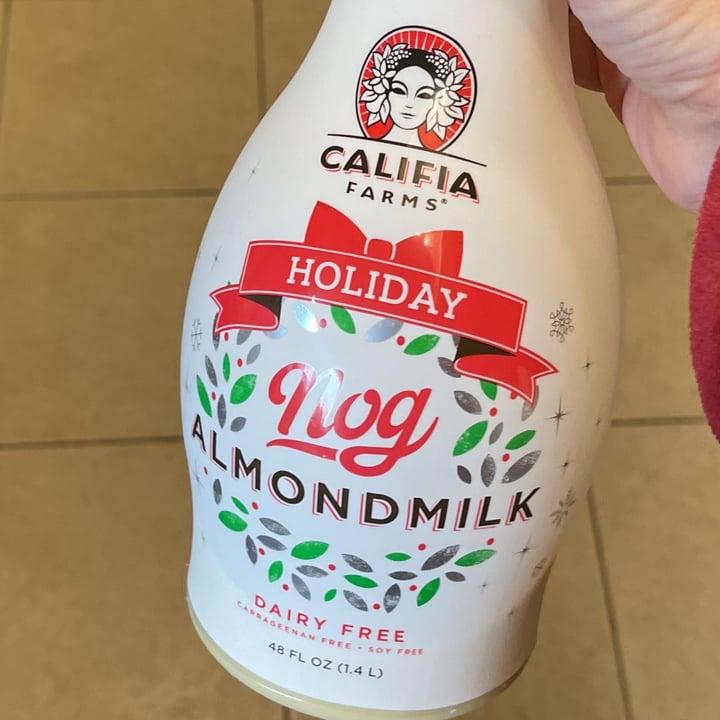 CALIFIA
FARMS®
HOLIDAY
Nog
ALMONDMILK
DAIRY FREE
CARRAGEENAN FREE • SOY FREE
48 FL OZ (1.4 L)